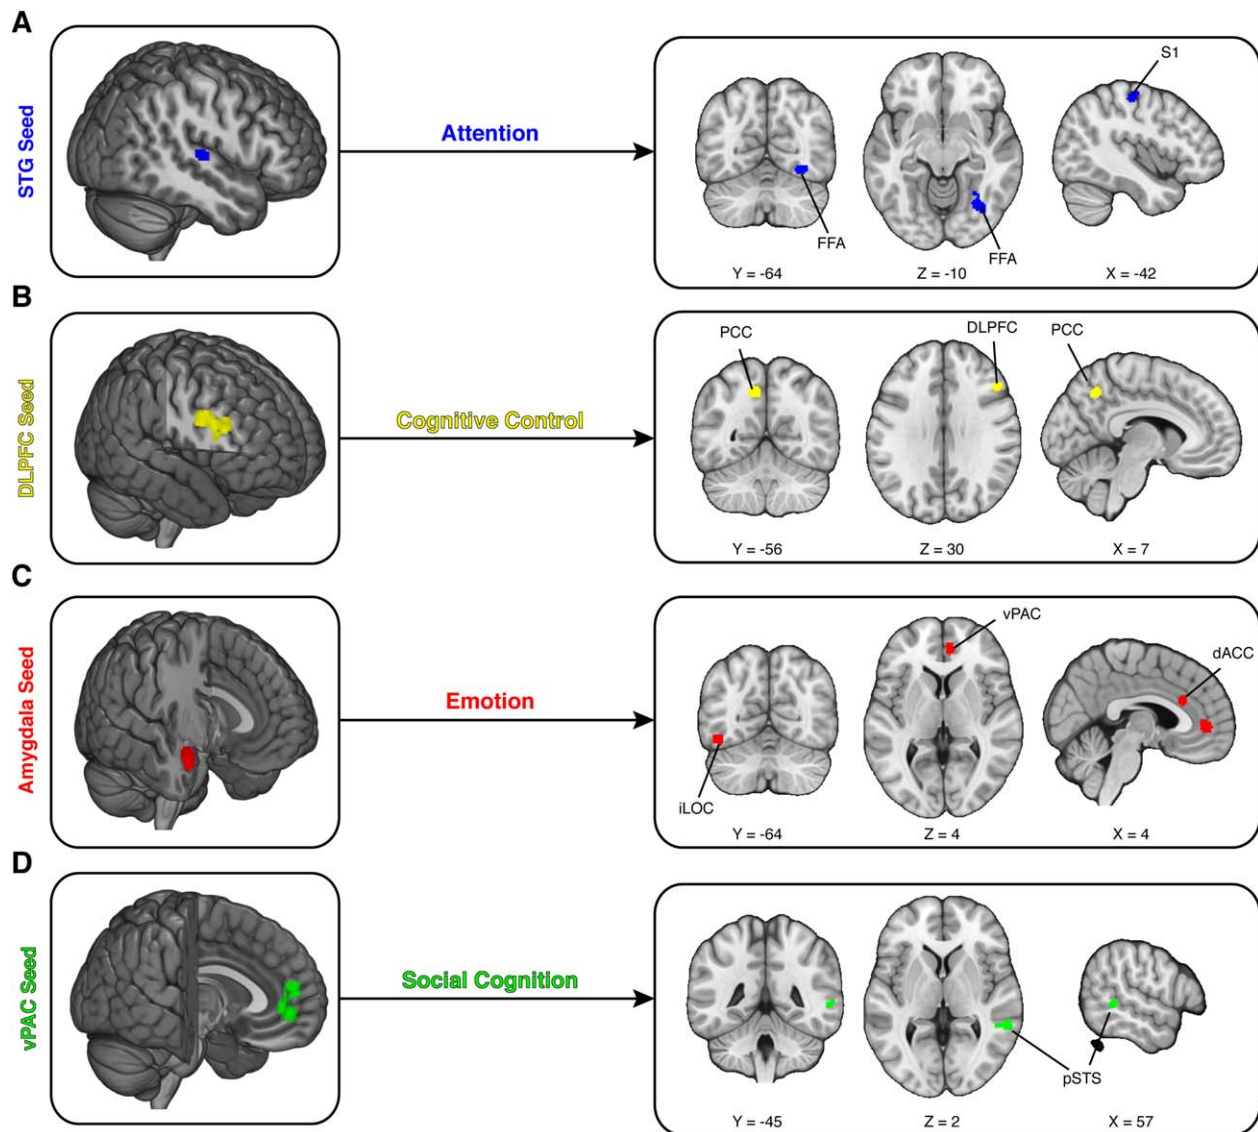 A
STG Seed
Attention
S1
FFA
FFA
Y = -64
Z = -10
X = -42
B
DLPFC Seed
Cognitive Control
PCC
DLPFC
PCC
Y = -56
Z = 30
X = 7
C
Amygdala Seed
Emotion
vPAC
dACC
iLOC
Y = -64
Z = 4
X = 4
D
vPAC Seed
Social Cognition
pSTS
Y = -45
Z = 2
X = 57